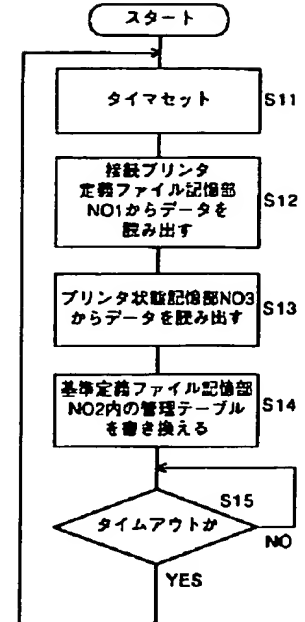 スタート
タイマセット
S11
接続プリンタ
定義ファイル記憶部
NO1からデータを
読み出す
S12
プリンタ状態記憶部NO3
からデータを読み出す
S13
基準定義ファイル記憶部
NO2内の管理テーブル
を書き換える
S14
S15
タイムアウトか
NO
YES